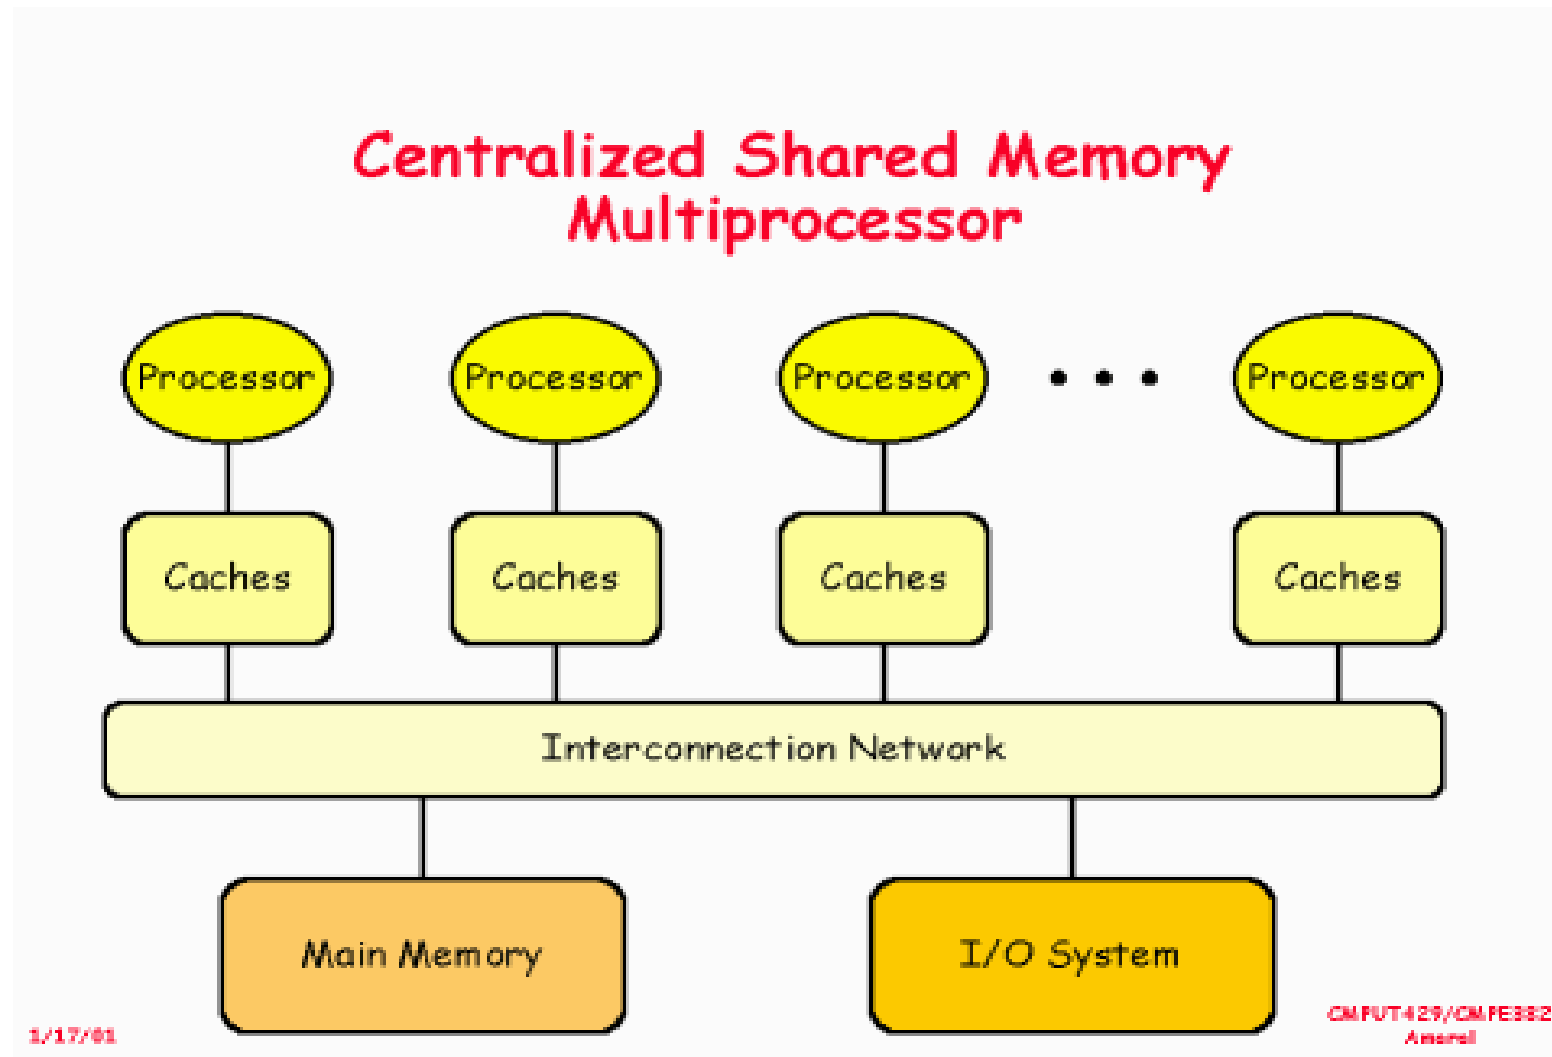 Centralized Shared Memory
Multiprocessor
Processor Processor Processor • • • Processor
Caches Caches Caches Caches
Interconnection Network
Main Memory I/O System
1/17/01
CMPUT429/CMPE382
Amaral